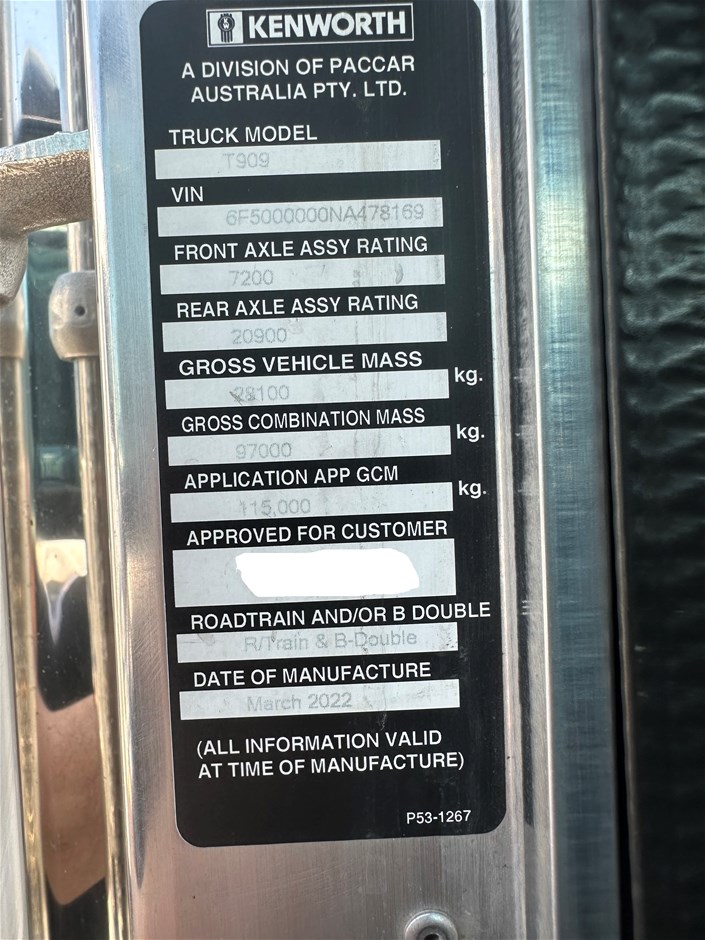 KENWORTH
A DIVISION OF PACCAR
AUSTRALIA PTY. LTD.
TRUCK MODEL
T909
VIN
6F5000000NA478169
FRONT AXLE ASSY RATING
7200
REAR AXLE ASSY RATING
20900
GROSS VEHICLE MASS
28100 kg.
GROSS COMBINATION MASS
97000 kg.
APPLICATION APP GCM
115,000 kg.
APPROVED FOR CUSTOMER
ROADTRAIN AND/OR B DOUBLE
R/Train & B-Double
DATE OF MANUFACTURE
March 2022
(ALL INFORMATION VALID
AT TIME OF MANUFACTURE)
P53-1267